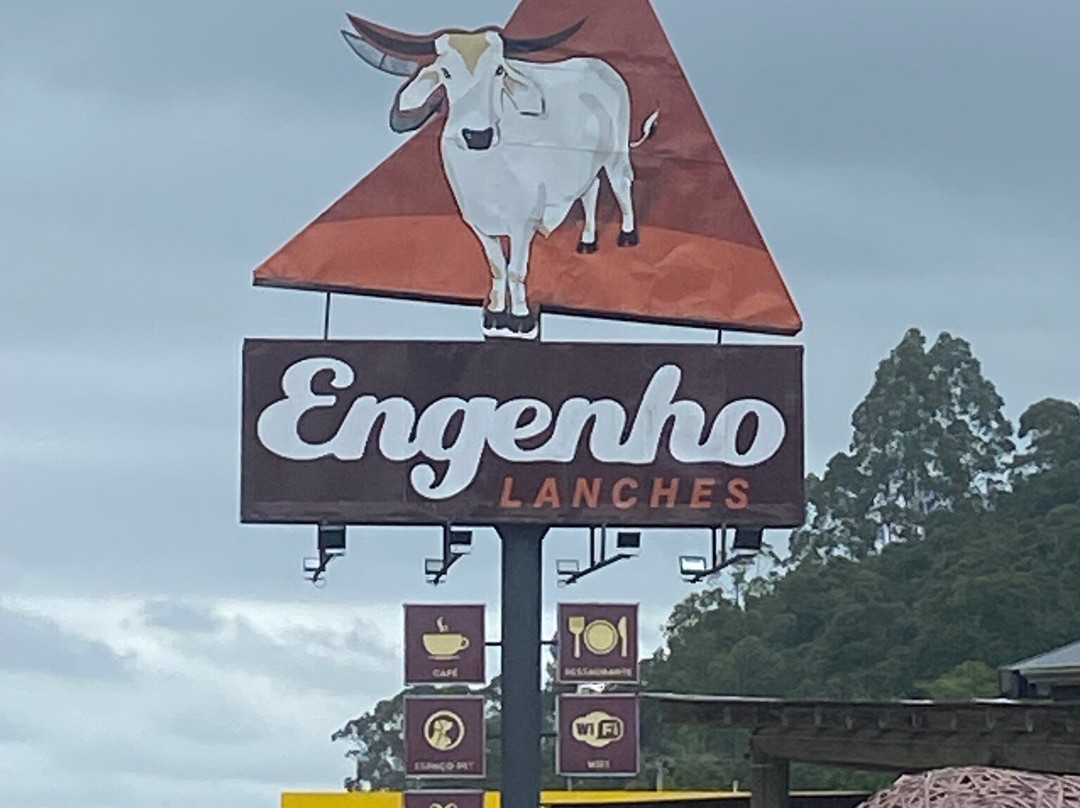 Engenho
LANCHES
CAFÉ
RESTAURANTE
ESPAÇO PET
Wi Fi
WIFI